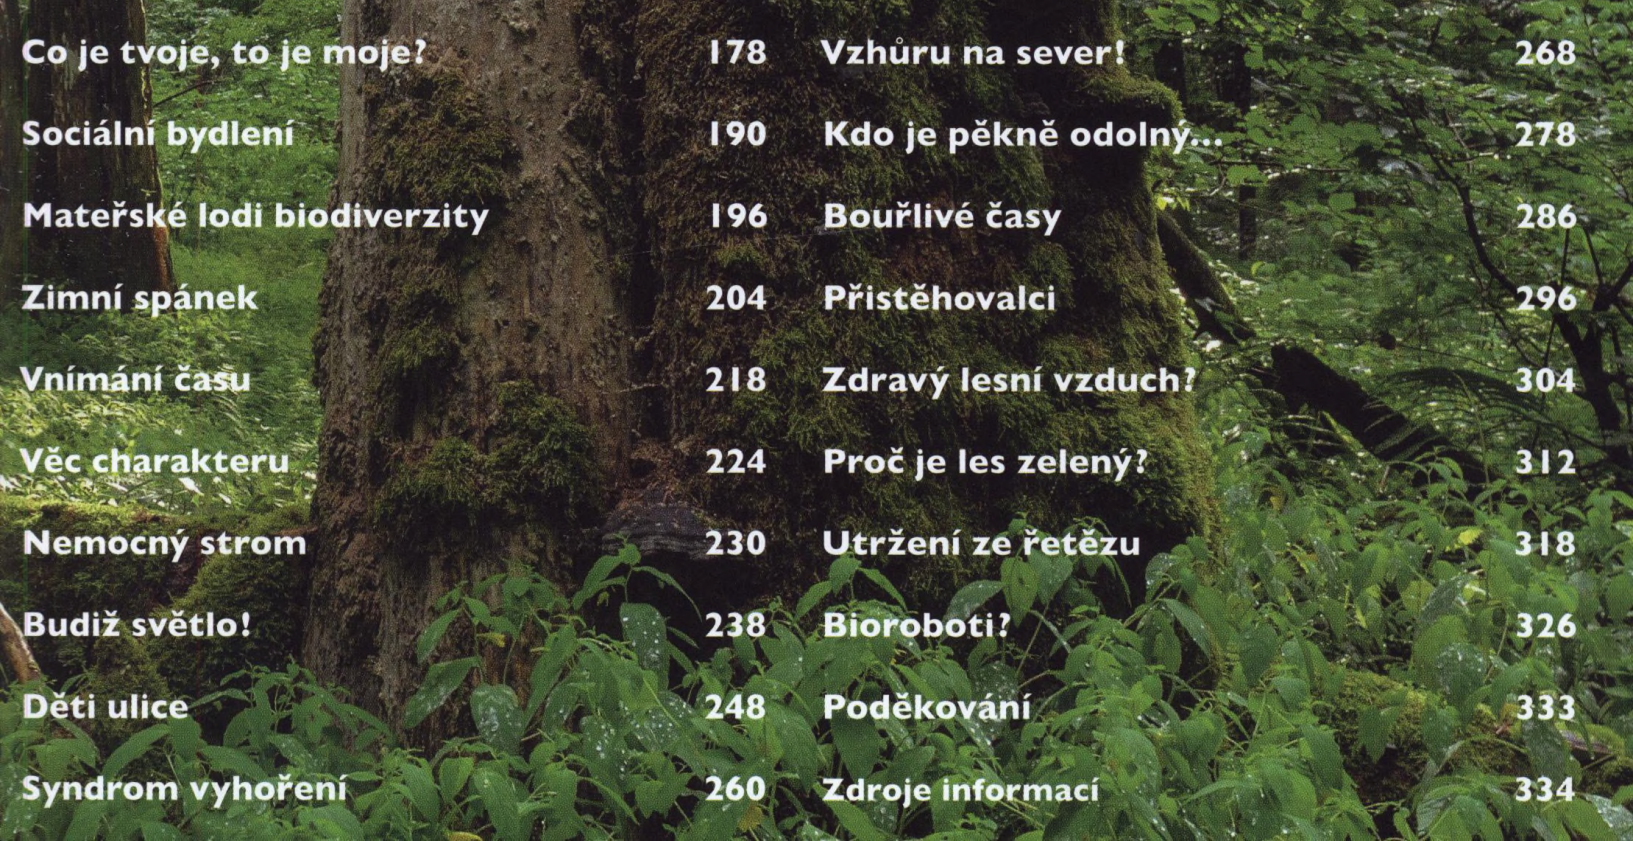 Co je tvoje, to je moje? 178
Sociální bydlení 190
Mateřské lodi biodiverzity 196
Zimní spánek 204
Vnímání času 218
Věc charakteru 224
Nemocný strom 230
Budiž světlo! 238
Děti ulice 248
Syndrom vyhoření 260
Vzhůru na sever! 268
Kdo je pěkně odolný... 278
Bouřlivé časy 286
Přistěhovalci 296
Zdravý lesní vzduch? 304
Proč je les zelený? 312
Utržení ze řetězu 318
Bioroboti? 326
Poděkování 333
Zdroje informací 334